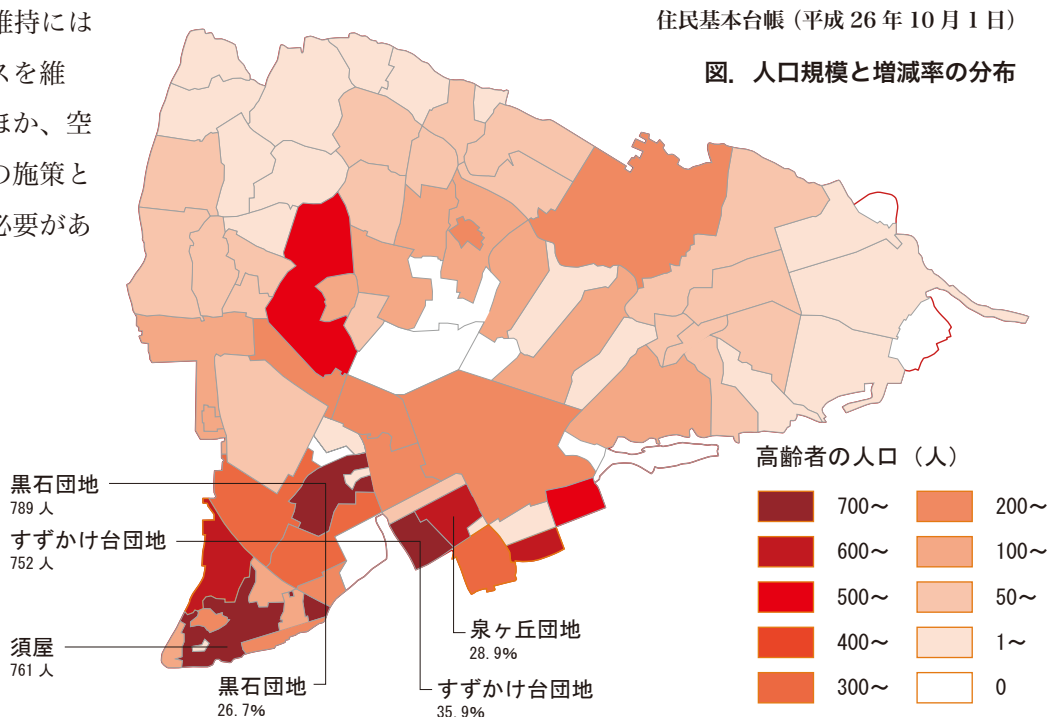 維持には
スを維
ほか、空
の施策と
必要があ
住民基本台帳（平成 26 年 10 月 1 日）
図．人口規模と増減率の分布
黒石団地
789 人
すずかけ台団地
752 人
須屋
761 人
黒石団地
26.7%
すずかけ台団地
35.9%
泉ヶ丘団地
28.9%
高齢者の人口（人）
700～
600～
500～
400～
300～
200～
100～
50～
1～
0